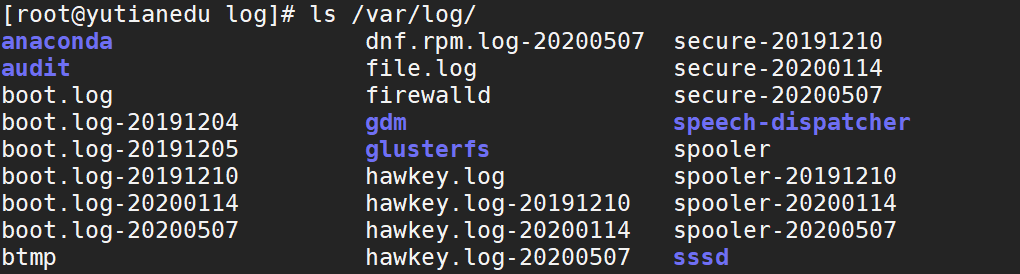 [root@yutianedu log]# ls /var/log/
anaconda dnf.rpm.log-20200507 secure-20191210
audit file.log secure-20200114
boot.log firewalld secure-20200507
boot.log-20191204 gdm speech-dispatcher
boot.log-20191205 glusterfs spooler
boot.log-20191210 hawkey.log spooler-20191210
boot.log-20200114 hawkey.log-20191210 spooler-20200114
boot.log-20200507 hawkey.log-20200114 spooler-20200507
btmp hawkey.log-20200507 sssd